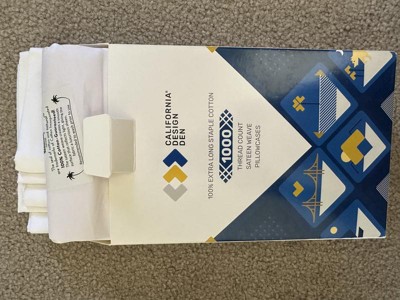 CALIFORNIA
DESIGN
DEN
100% EXTRA LONG STAPLE COTTON
1000
THREAD COUNT
SATEEN WEAVE
PILLOWCASES
100% Cotton